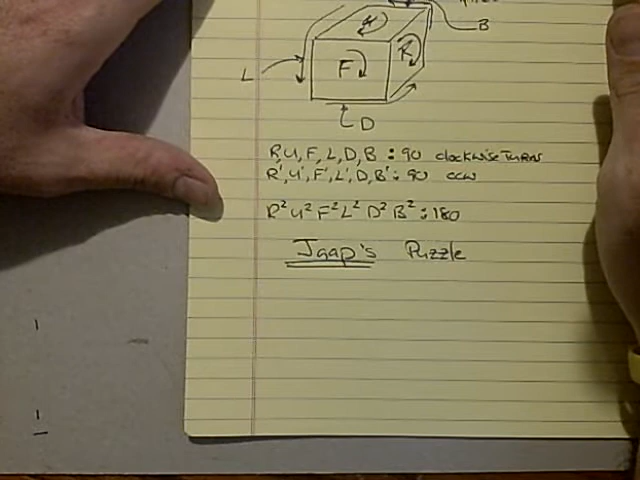 B
U
R
L
F
D
R,U,F,L,D,B : 90 clockwise turns
R',U',F',L',D,B' : 90 ccw
R² U² F² L² D² B² : 180
Jaap's Puzzle